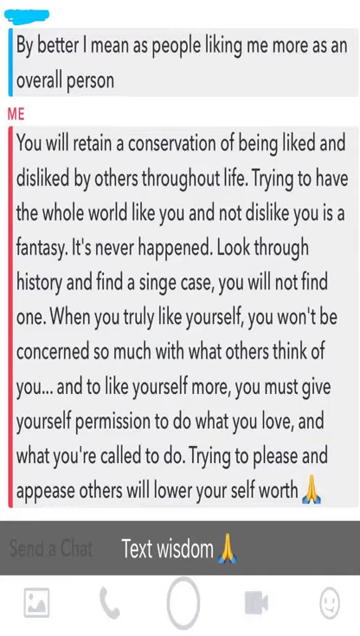 By better I mean as people liking me more as an
overall person
ME
You will retain a conservation of being liked and
disliked by others throughout life. Trying to have
the whole world like you and not dislike you is a
fantasy. It's never happened. Look through
history and find a singe case, you will not find
one. When you truly like yourself, you won't be
concerned so much with what others think of
you... and to like yourself more, you must give
yourself permission to do what you love, and
what you're called to do. Trying to please and
appease others will lower your self worth🙏
Send a Chat
Text wisdom🙏